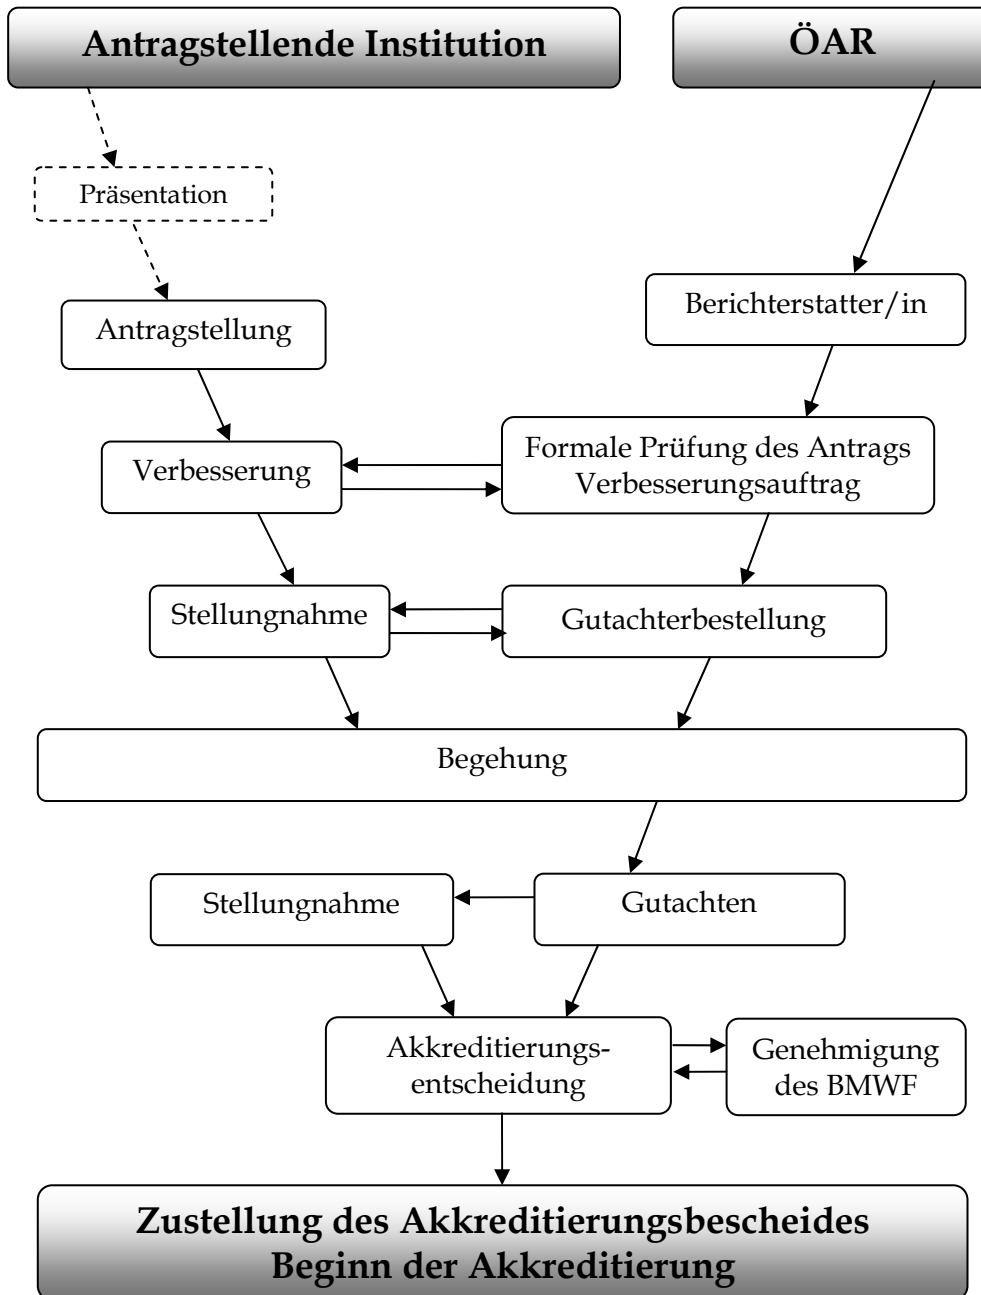 Antragstellende Institution
ÖAR
Präsentation
Berichterstatter/in
Antragstellung
Formale Prüfung des Antrags
Verbesserungsauftrag
Verbesserung
Stellungnahme
Gutachterbestellung
Begehung
Stellungnahme
Gutachten
Akkreditierungs-
entscheidung
Genehmigung
des BMWF
Zustellung des Akkreditierungsbescheides
Beginn der Akkreditierung